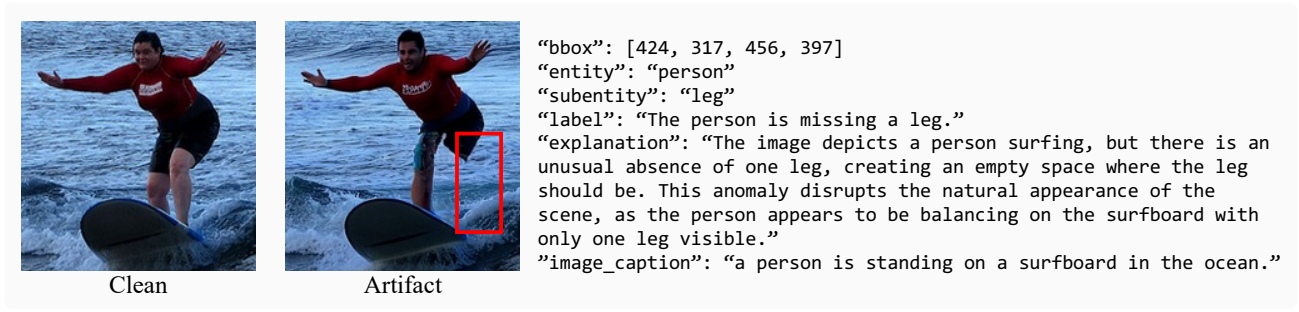 "bbox": [424, 317, 456, 397]
“entity”: “person”
“subentity”: “leg”
“label”: “The person is missing a leg.”
“explanation”: “The image depicts a person surfing, but there is an
unusual absence of one leg, creating an empty space where the leg
should be. This anomaly disrupts the natural appearance of the
scene, as the person appears to be balancing on the surfboard with
only one leg visible.”
”image_caption”: “a person is standing on a surfboard in the ocean.”
Clean
Artifact